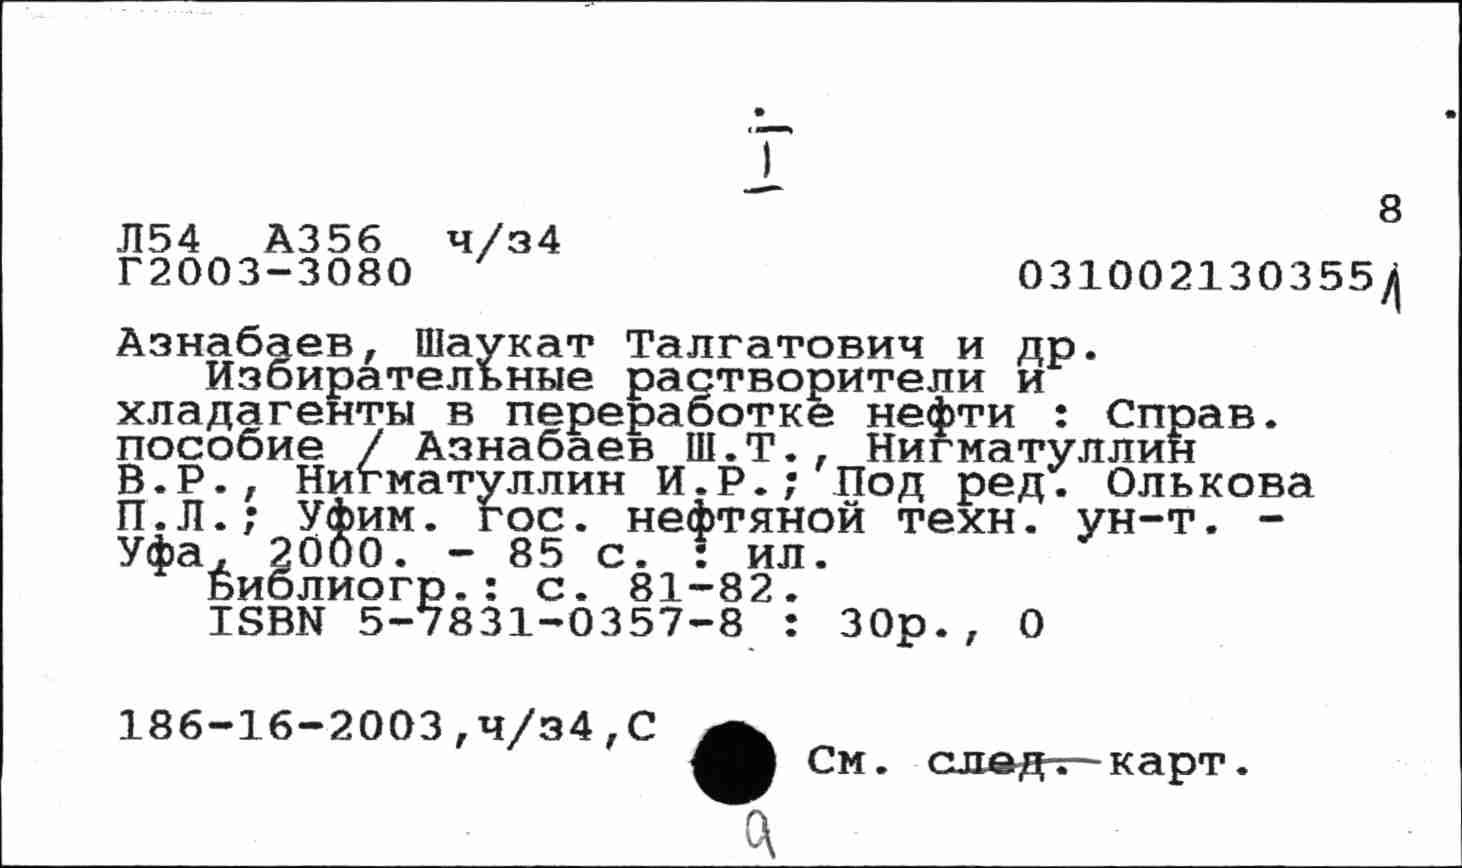 8
Л54 А356 ч/з4
Г2003-3080 031002130355
Азнабаев, Шаукат Талгатович и др.
Избирательные растворители и
хладагенты в переработке нефти : Справ.
пособие / Азнабаев Ш.Т., Нигматуллин
В.Р., Нигматуллин И.Р.; Под ред. Олькова
П.Л.; Уфим. гос. нефтяной техн. ун-т. -
Уфа, 2000. - 85 с. : ил.
Библиогр.: с. 81-82.
ISBN 5-7831-0357-8 : 30р., 0
186-16-2003,ч/з4,С
См. след. карт.